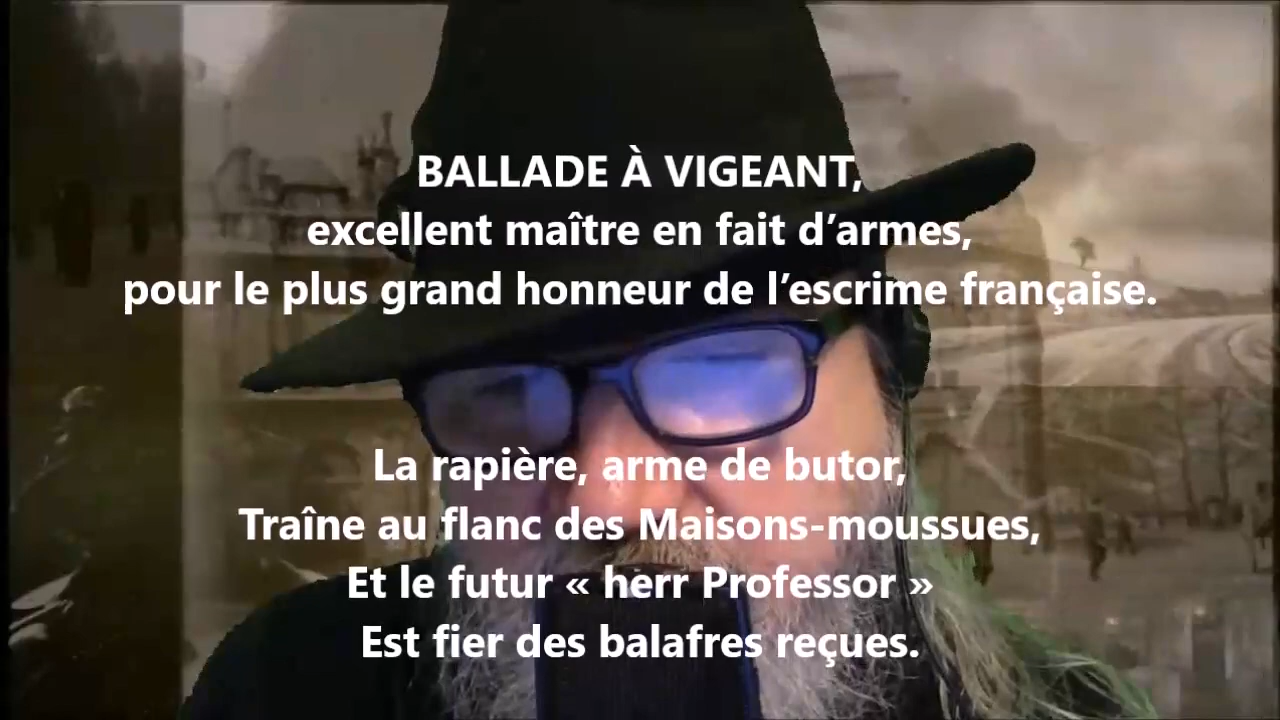 BALLADE À VIGEANT,
excellent maître en fait d’armes,
pour le plus grand honneur de l’escrime française.
La rapière, arme de butor,
Traîne au flanc des Maisons-moussues,
Et le futur « herr Professor »
Est fier des balafres reçues.